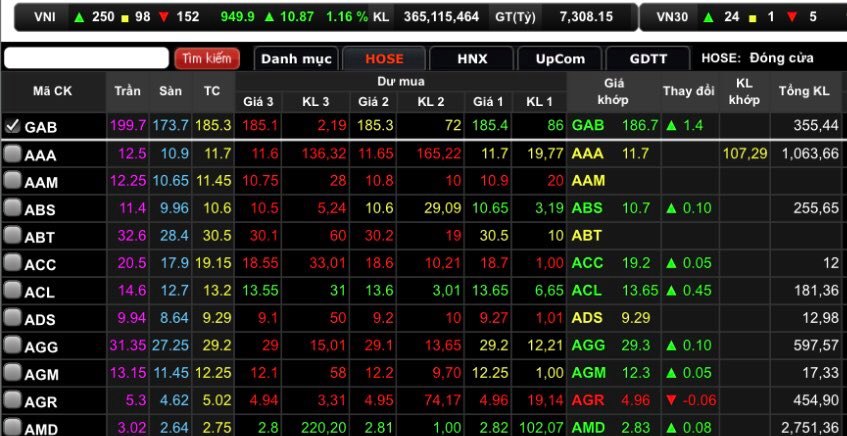 VNI ▲ 250 ■ 98 ▼ 152 949.9 ▲ 10.87 1.16 % KL 365,115,464 GT(Tỷ) 7,308.15 VN30 ▲ 24 ■ 1 ▼ 5
Tìm kiếm Danh mục HOSE HNX UpCom GDTT HOSE: Đóng cửa
Mã CK Trần Sàn TC Dư mua Giá khớp Thay đổi KL khớp Tổng KL
Giá 3 KL 3 Giá 2 KL 2 Giá 1 KL 1
GAB 199.7 173.7 185.3 185.1 2,19 185.3 72 185.4 86 GAB 186.7 ▲ 1.4 355,44
AAA 12.5 10.9 11.7 11.6 136,32 11.65 165,22 11.7 19,77 AAA 11.7 107,29 1,063,66
AAM 12.25 10.65 11.45 10.75 28 10.8 10 10.9 20 AAM
ABS 11.4 9.96 10.6 10.5 5,24 10.6 29,09 10.65 3,19 ABS 10.7 ▲ 0.10 255,65
ABT 32.6 28.4 30.5 30.1 60 30.2 19 30.5 10 ABT
ACC 20.5 17.9 19.15 18.55 33,01 18.6 10,21 18.7 1,00 ACC 19.2 ▲ 0.05 12
ACL 14.6 12.7 13.2 13.55 31 13.6 3,01 13.65 6,65 ACL 13.65 ▲ 0.45 181,36
ADS 9.94 8.64 9.29 9.1 50 9.2 10 9.27 1,01 ADS 9.29 12,98
AGG 31.35 27.25 29.2 29 15,01 29.1 13,65 29.2 12,21 AGG 29.3 ▲ 0.10 597,57
AGM 13.15 11.45 12.25 12.1 58 12.2 9,70 12.25 1,00 AGM 12.3 ▲ 0.05 17,33
AGR 5.3 4.62 5.02 4.94 3,31 4.95 74,17 4.96 19,14 AGR 4.96 ▼ -0.06 454,90
AMD 3.02 2.64 2.75 2.8 220,20 2.81 1,00 2.82 102,07 AMD 2.83 ▲ 0.08 2,751,36